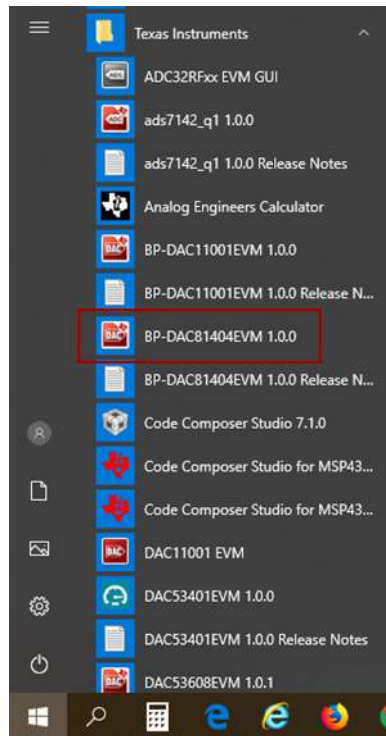 Texas Instruments
ADC32RFxx EVM GUI
ads7142_q1 1.0.0
ads7142_q1 1.0.0 Release Notes
Analog Engineers Calculator
BP-DAC11001EVM 1.0.0
BP-DAC11001EVM 1.0.0 Release N...
DAC
BP-DAC81404EVM 1.0.0
BP-DAC81404EVM 1.0.0 Release N...
Code Composer Studio 7.1.0
Code Composer Studio for MSP43...
Code Composer Studio for MSP43...
DAC
DAC11001 EVM
DAC53401EVM 1.0.0
DAC53401EVM 1.0.0 Release Notes
DAC53608EVM 1.0.1